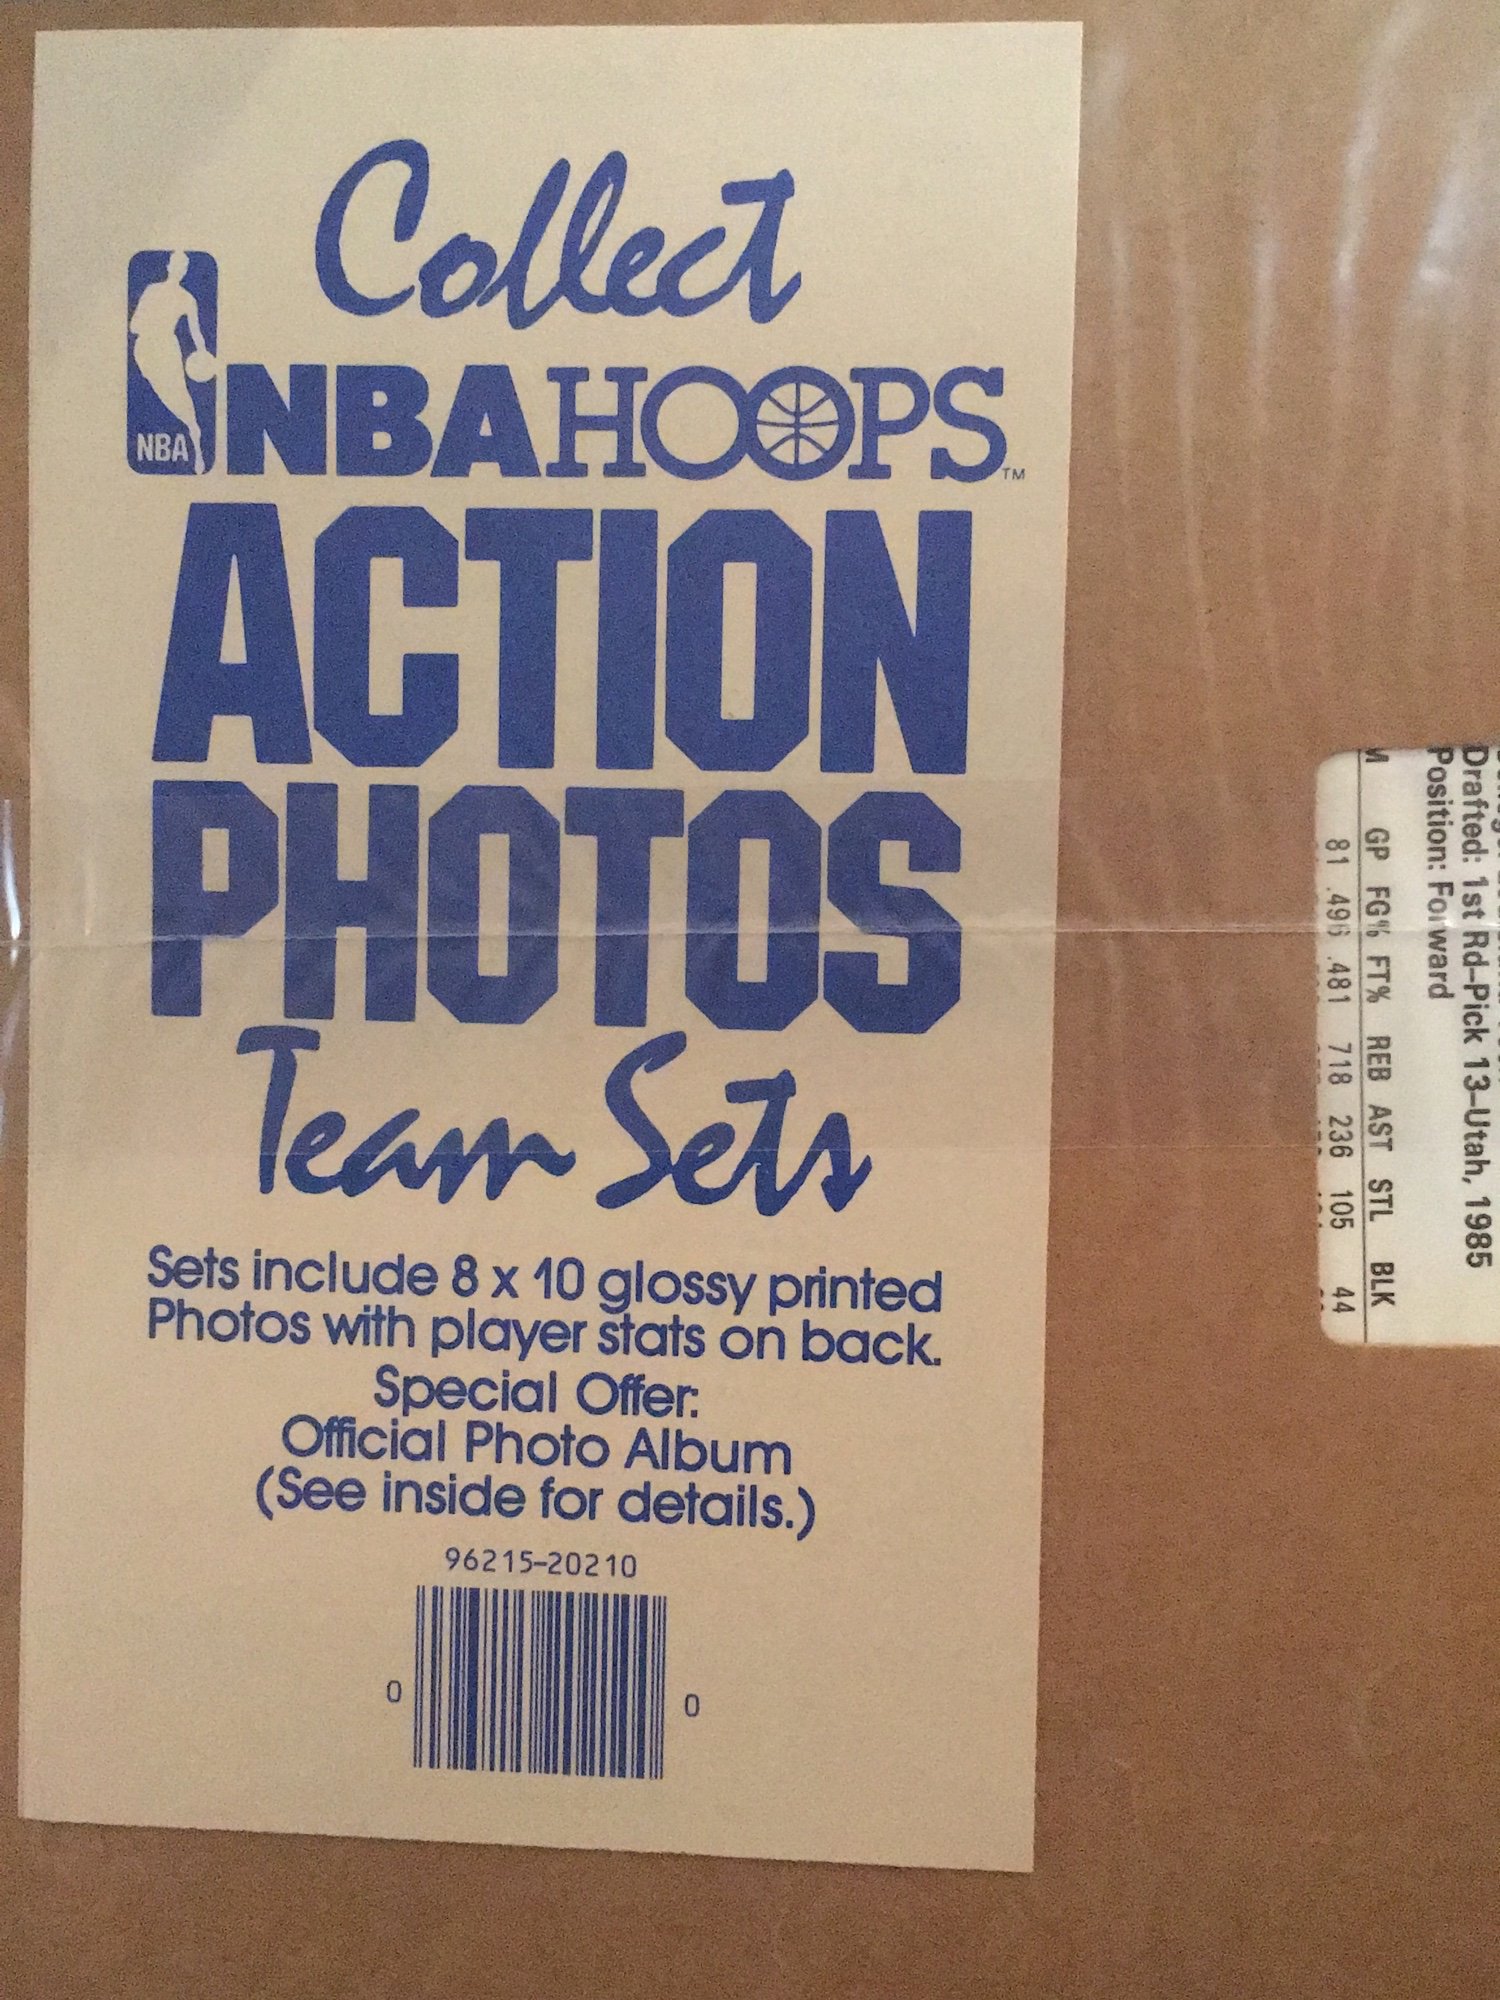 Collect
NBA
NBA HOOPS TM
ACTION
PHOTOS
Team Sets
Sets include 8 x 10 glossy printed
Photos with player stats on back.
Special Offer:
Official Photo Album
(See inside for details.)
96215-20210
0 0
Drafted: 1st Rd-Pick 13-Utah, 1985
Position: Forward
GP FG% FT% REB AST STL BLK
81 .496 .481 718 236 105 44